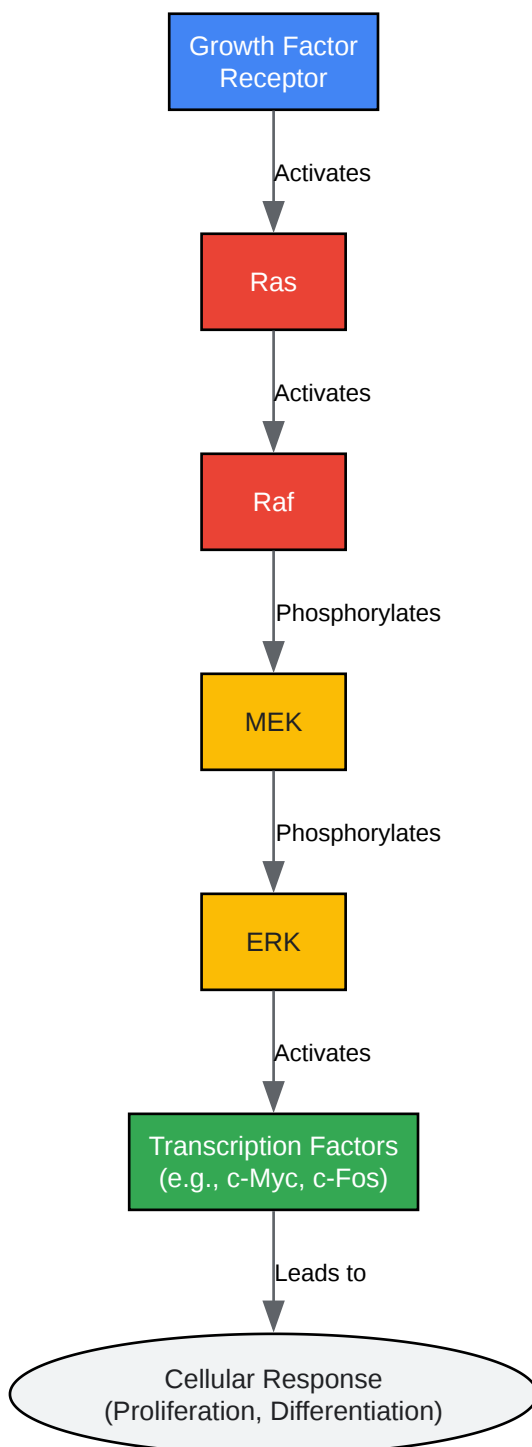 Growth Factor
Receptor
Activates
Ras
Activates
Raf
Phosphorylates
MEK
Phosphorylates
ERK
Activates
Transcription Factors
(e.g., c-Myc, c-Fos)
Leads to
Cellular Response
(Proliferation, Differentiation)